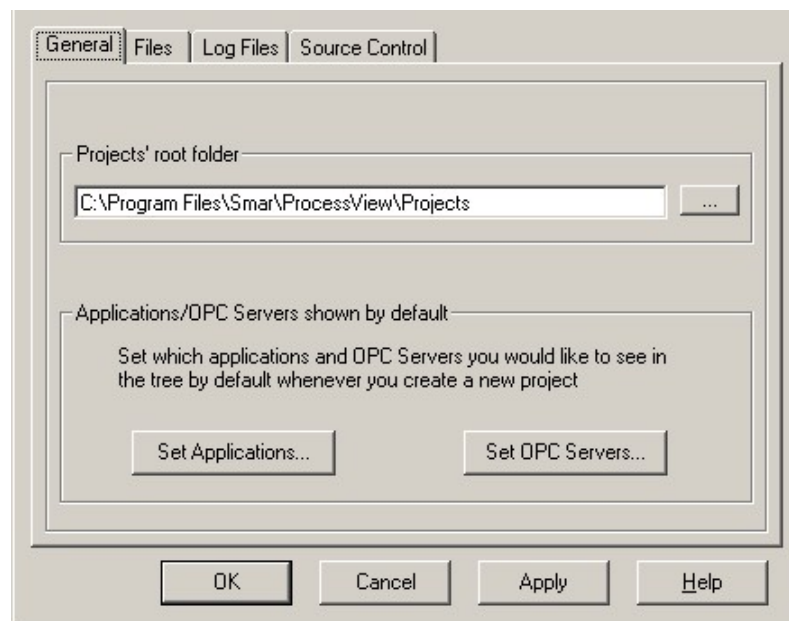 General Files Log Files Source Control
Projects' root folder
C:\Program Files\Smar\ProcessView\Projects ...
Applications/OPC Servers shown by default
Set which applications and OPC Servers you would like to see in
the tree by default whenever you create a new project
Set Applications... Set OPC Servers...
OK Cancel Apply Help